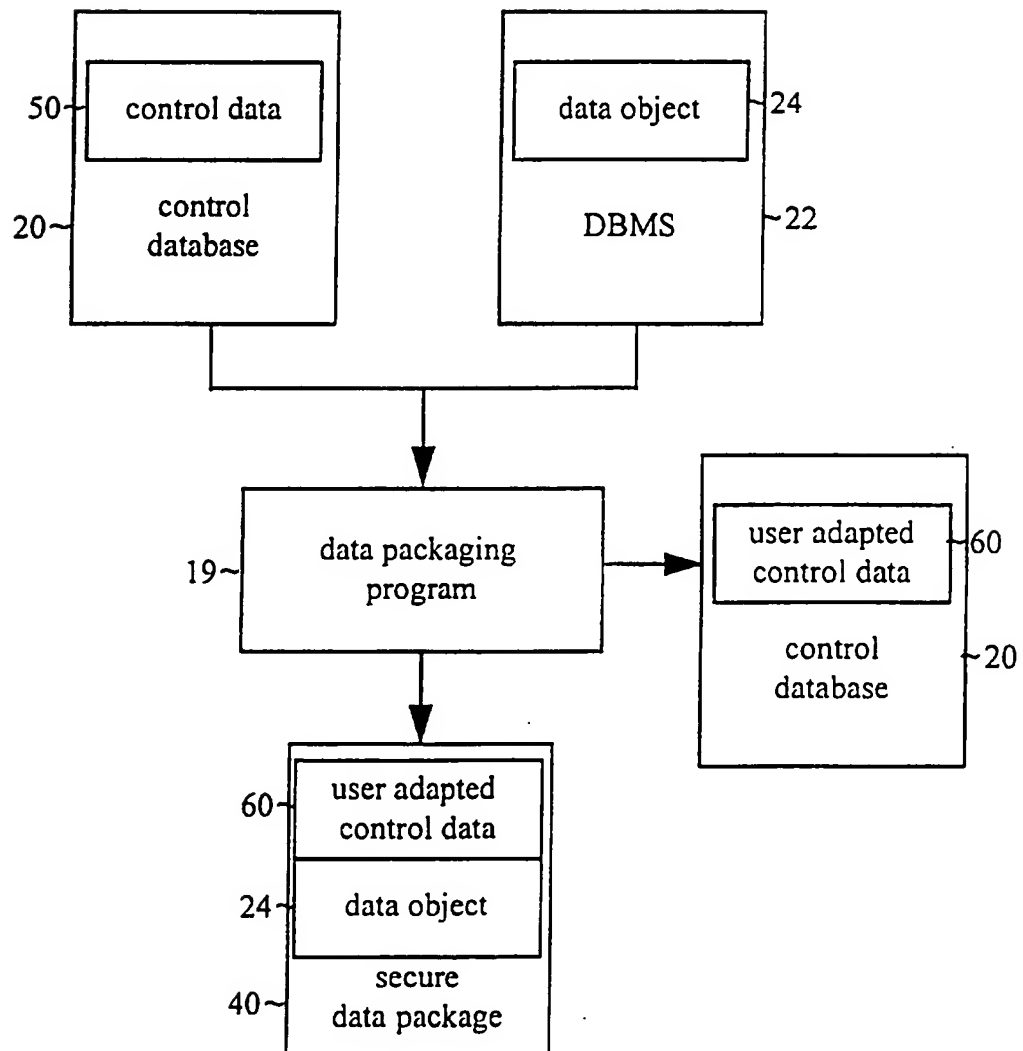 50 control data
data object 24
20 control
database
DBMS 22
19 data packaging
program
user adapted 60
control data
control 20
database
60 user adapted
control data
24 data object
secure
40 data package